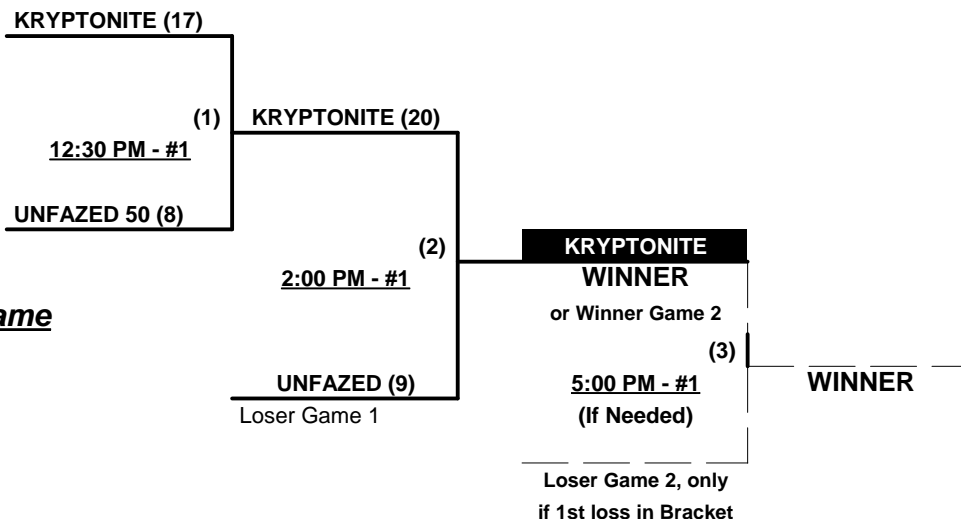 KRYPTONITE (17)
(1)
12:30 PM - #1
UNFAZED 50 (8)
KRYPTONITE (20)
(2)
2:00 PM - #1
UNFAZED (9)
Loser Game 1
KRYPTONITE
WINNER
or Winner Game 2
(3)
5:00 PM - #1
(If Needed)
Loser Game 2, only
if 1st loss in Bracket
WINNER